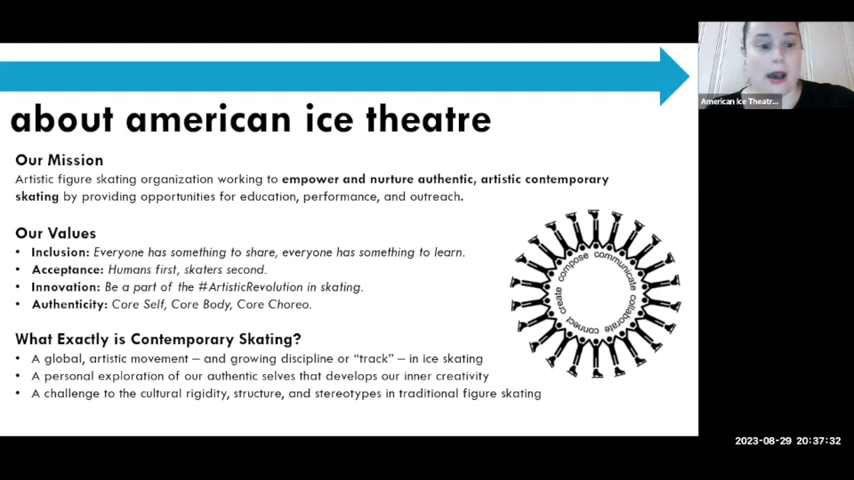 American Ice Theatr...
about american ice theatre
Our Mission
Artistic figure skating organization working to empower and nurture authentic, artistic contemporary
skating by providing opportunities for education, performance, and outreach.
Our Values
• Inclusion: Everyone has something to share, everyone has something to learn.
• Acceptance: Humans first, skaters second.
• Innovation: Be a part of the #ArtisticRevolution in skating.
• Authenticity: Core Self, Core Body, Core Choreo.
compose communicate collaborate connect create
What Exactly is Contemporary Skating?
• A global, artistic movement – and growing discipline or “track” – in ice skating
• A personal exploration of our authentic selves that develops our inner creativity
• A challenge to the cultural rigidity, structure, and stereotypes in traditional figure skating
2023-08-29 20:37:32